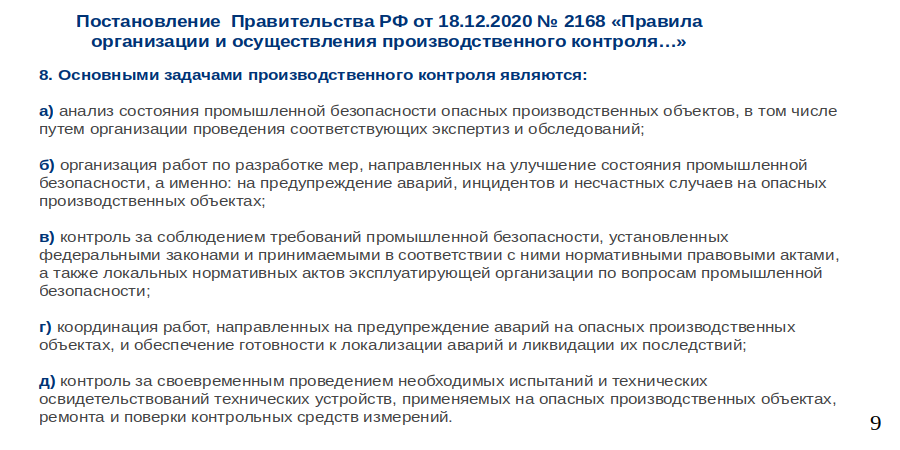 Постановление  Правительства РФ от 18.12.2020 № 2168 «Правила
организации и осуществления производственного контроля…»
8. Основными задачами производственного контроля являются:
а) анализ состояния промышленной безопасности опасных производственных объектов, в том числе
путем организации проведения соответствующих экспертиз и обследований;
б) организация работ по разработке мер, направленных на улучшение состояния промышленной
безопасности, а именно: на предупреждение аварий, инцидентов и несчастных случаев на опасных
производственных объектах;
в) контроль за соблюдением требований промышленной безопасности, установленных
федеральными законами и принимаемыми в соответствии с ними нормативными правовыми актами,
а также локальных нормативных актов эксплуатирующей организации по вопросам промышленной
безопасности;
г) координация работ, направленных на предупреждение аварий на опасных производственных
объектах, и обеспечение готовности к локализации аварий и ликвидации их последствий;
д) контроль за своевременным проведением необходимых испытаний и технических
освидетельствований технических устройств, применяемых на опасных производственных объектах,
ремонта и поверки контрольных средств измерений.
9